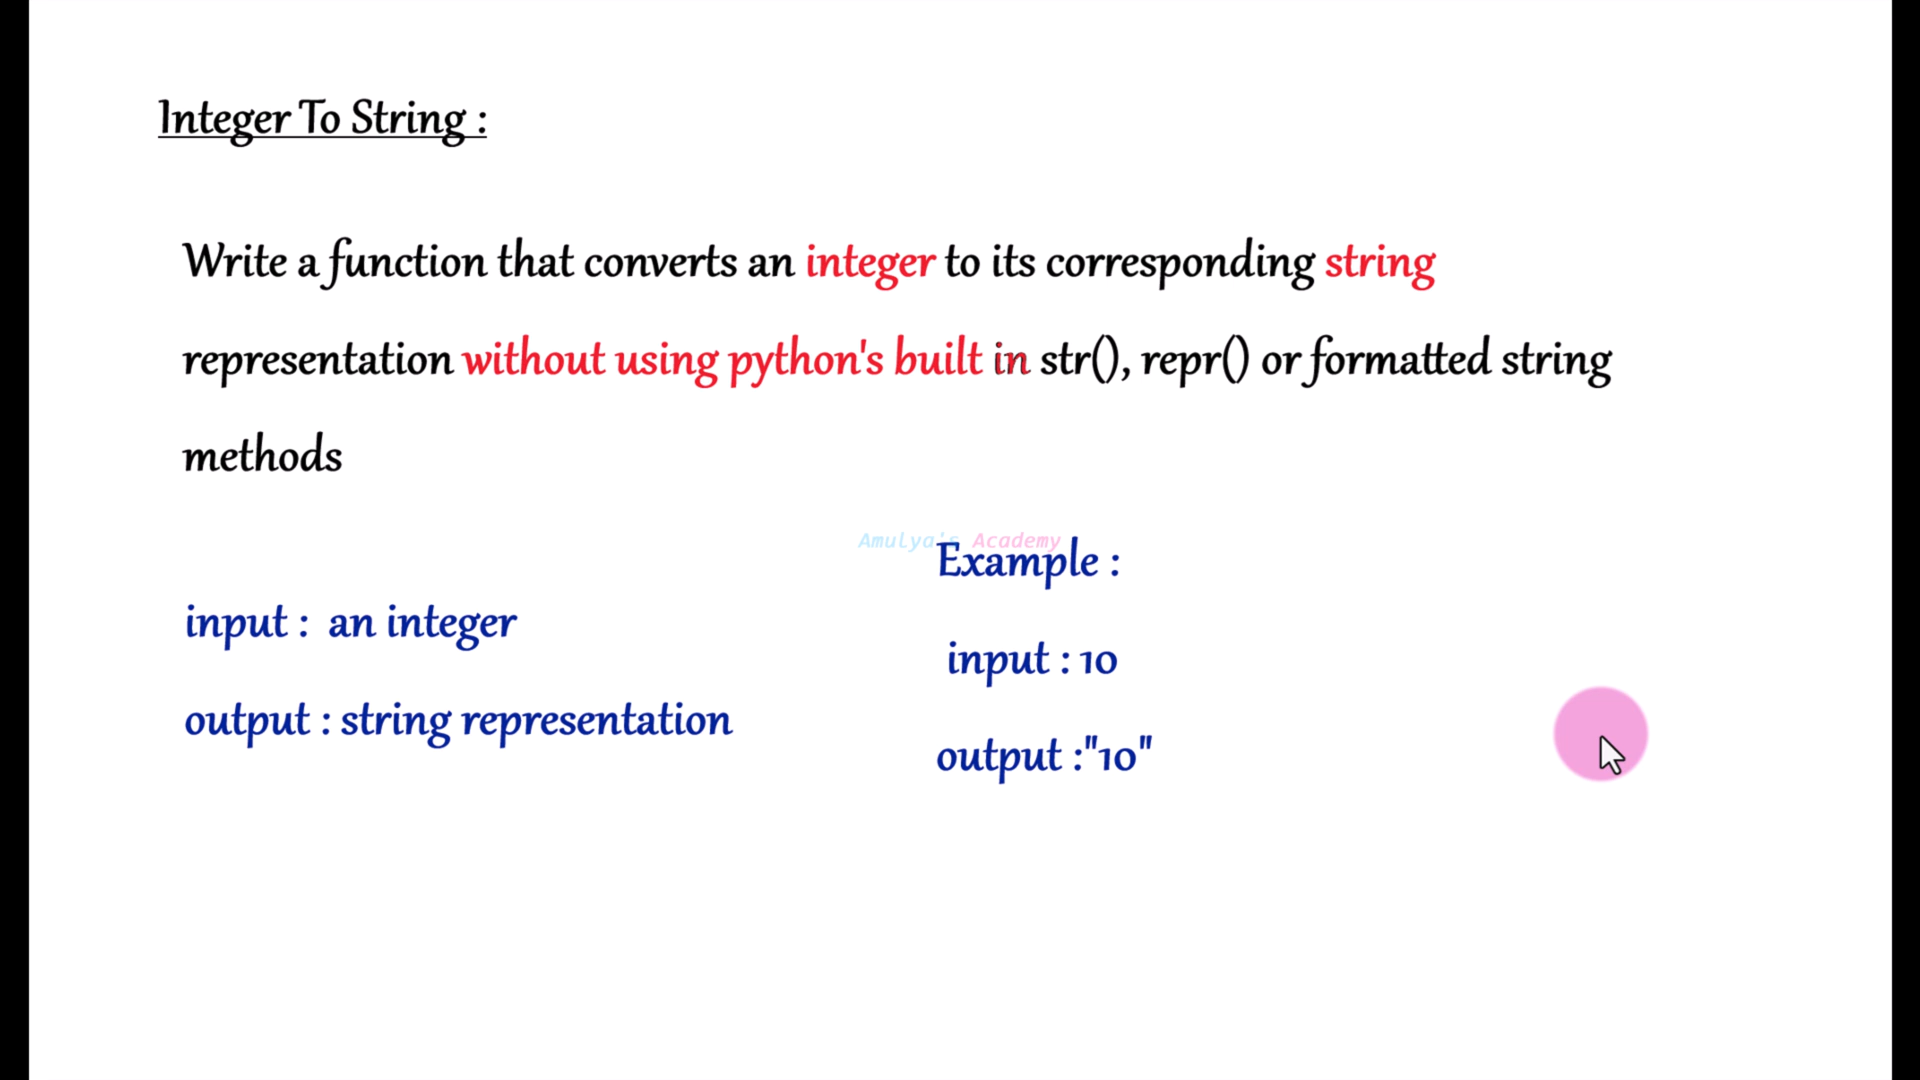 Integer To String :
Write a function that converts an integer to its corresponding string
representation without using python's built in str(), repr() or formatted string
methods
Amulya's Academy
Example :
input : an integer
input : 10
output : string representation
output :"10"